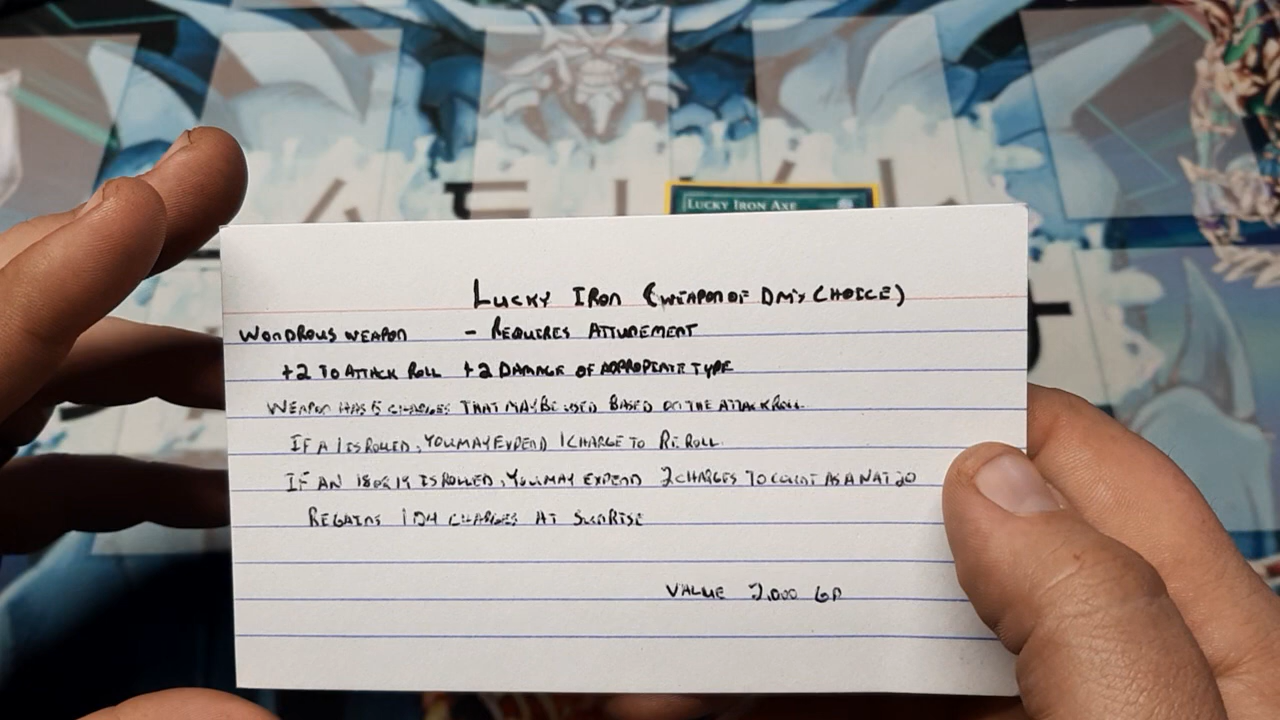 LUCKY IRON AXE
LUCKY IRON (WEAPON OF DM'S CHOICE)
WONDROUS WEAPON - REQUIRES ATTUNEMENT
+2 TO ATTACK ROLL +2 DAMAGE OF APPROPRIATE TYPE
WEAPON HAS 5 CHARGES THAT MAY BE USED BASED ON THE ATTACK ROLL
IF A 1 IS ROLLED, YOU MAY EXPEND 1 CHARGE TO REROLL.
IF AN 18 OR 19 IS ROLLED, YOU MAY EXPEND 2 CHARGES TO COUNT AS A NAT 20
REGAINS 1D4 CHARGES AT SUNRISE
VALUE 2,000 GP